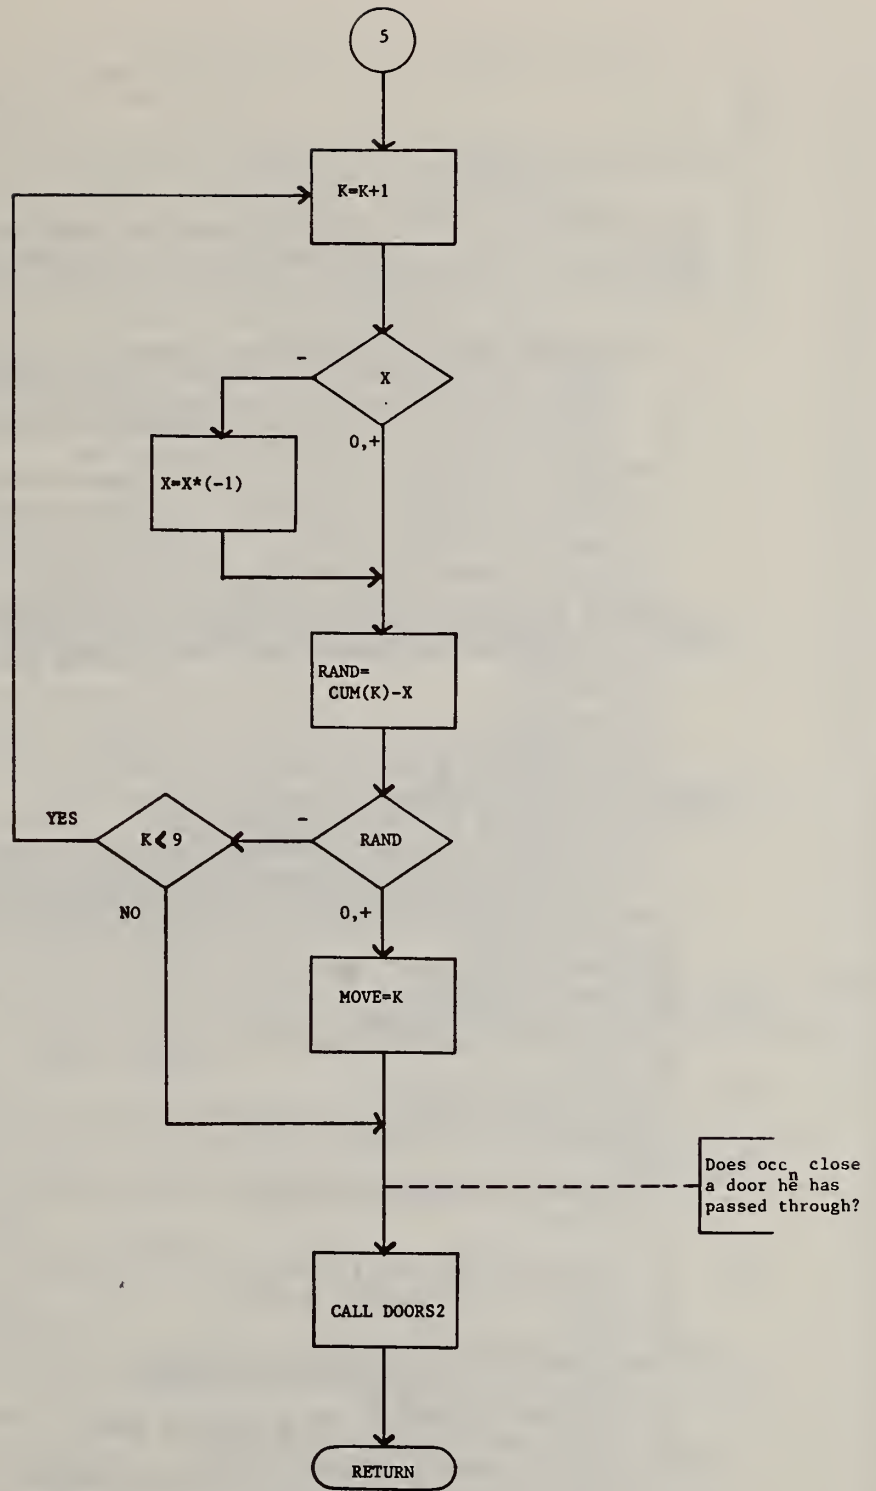 5
K=K+1
-
X
0,+
X=X*(-1)
RAND=
CUM(K)-X
YES
K<9
-
RAND
NO
0,+
MOVE=K
Does occn close
a door he has
passed through?
CALL DOORS2
RETURN